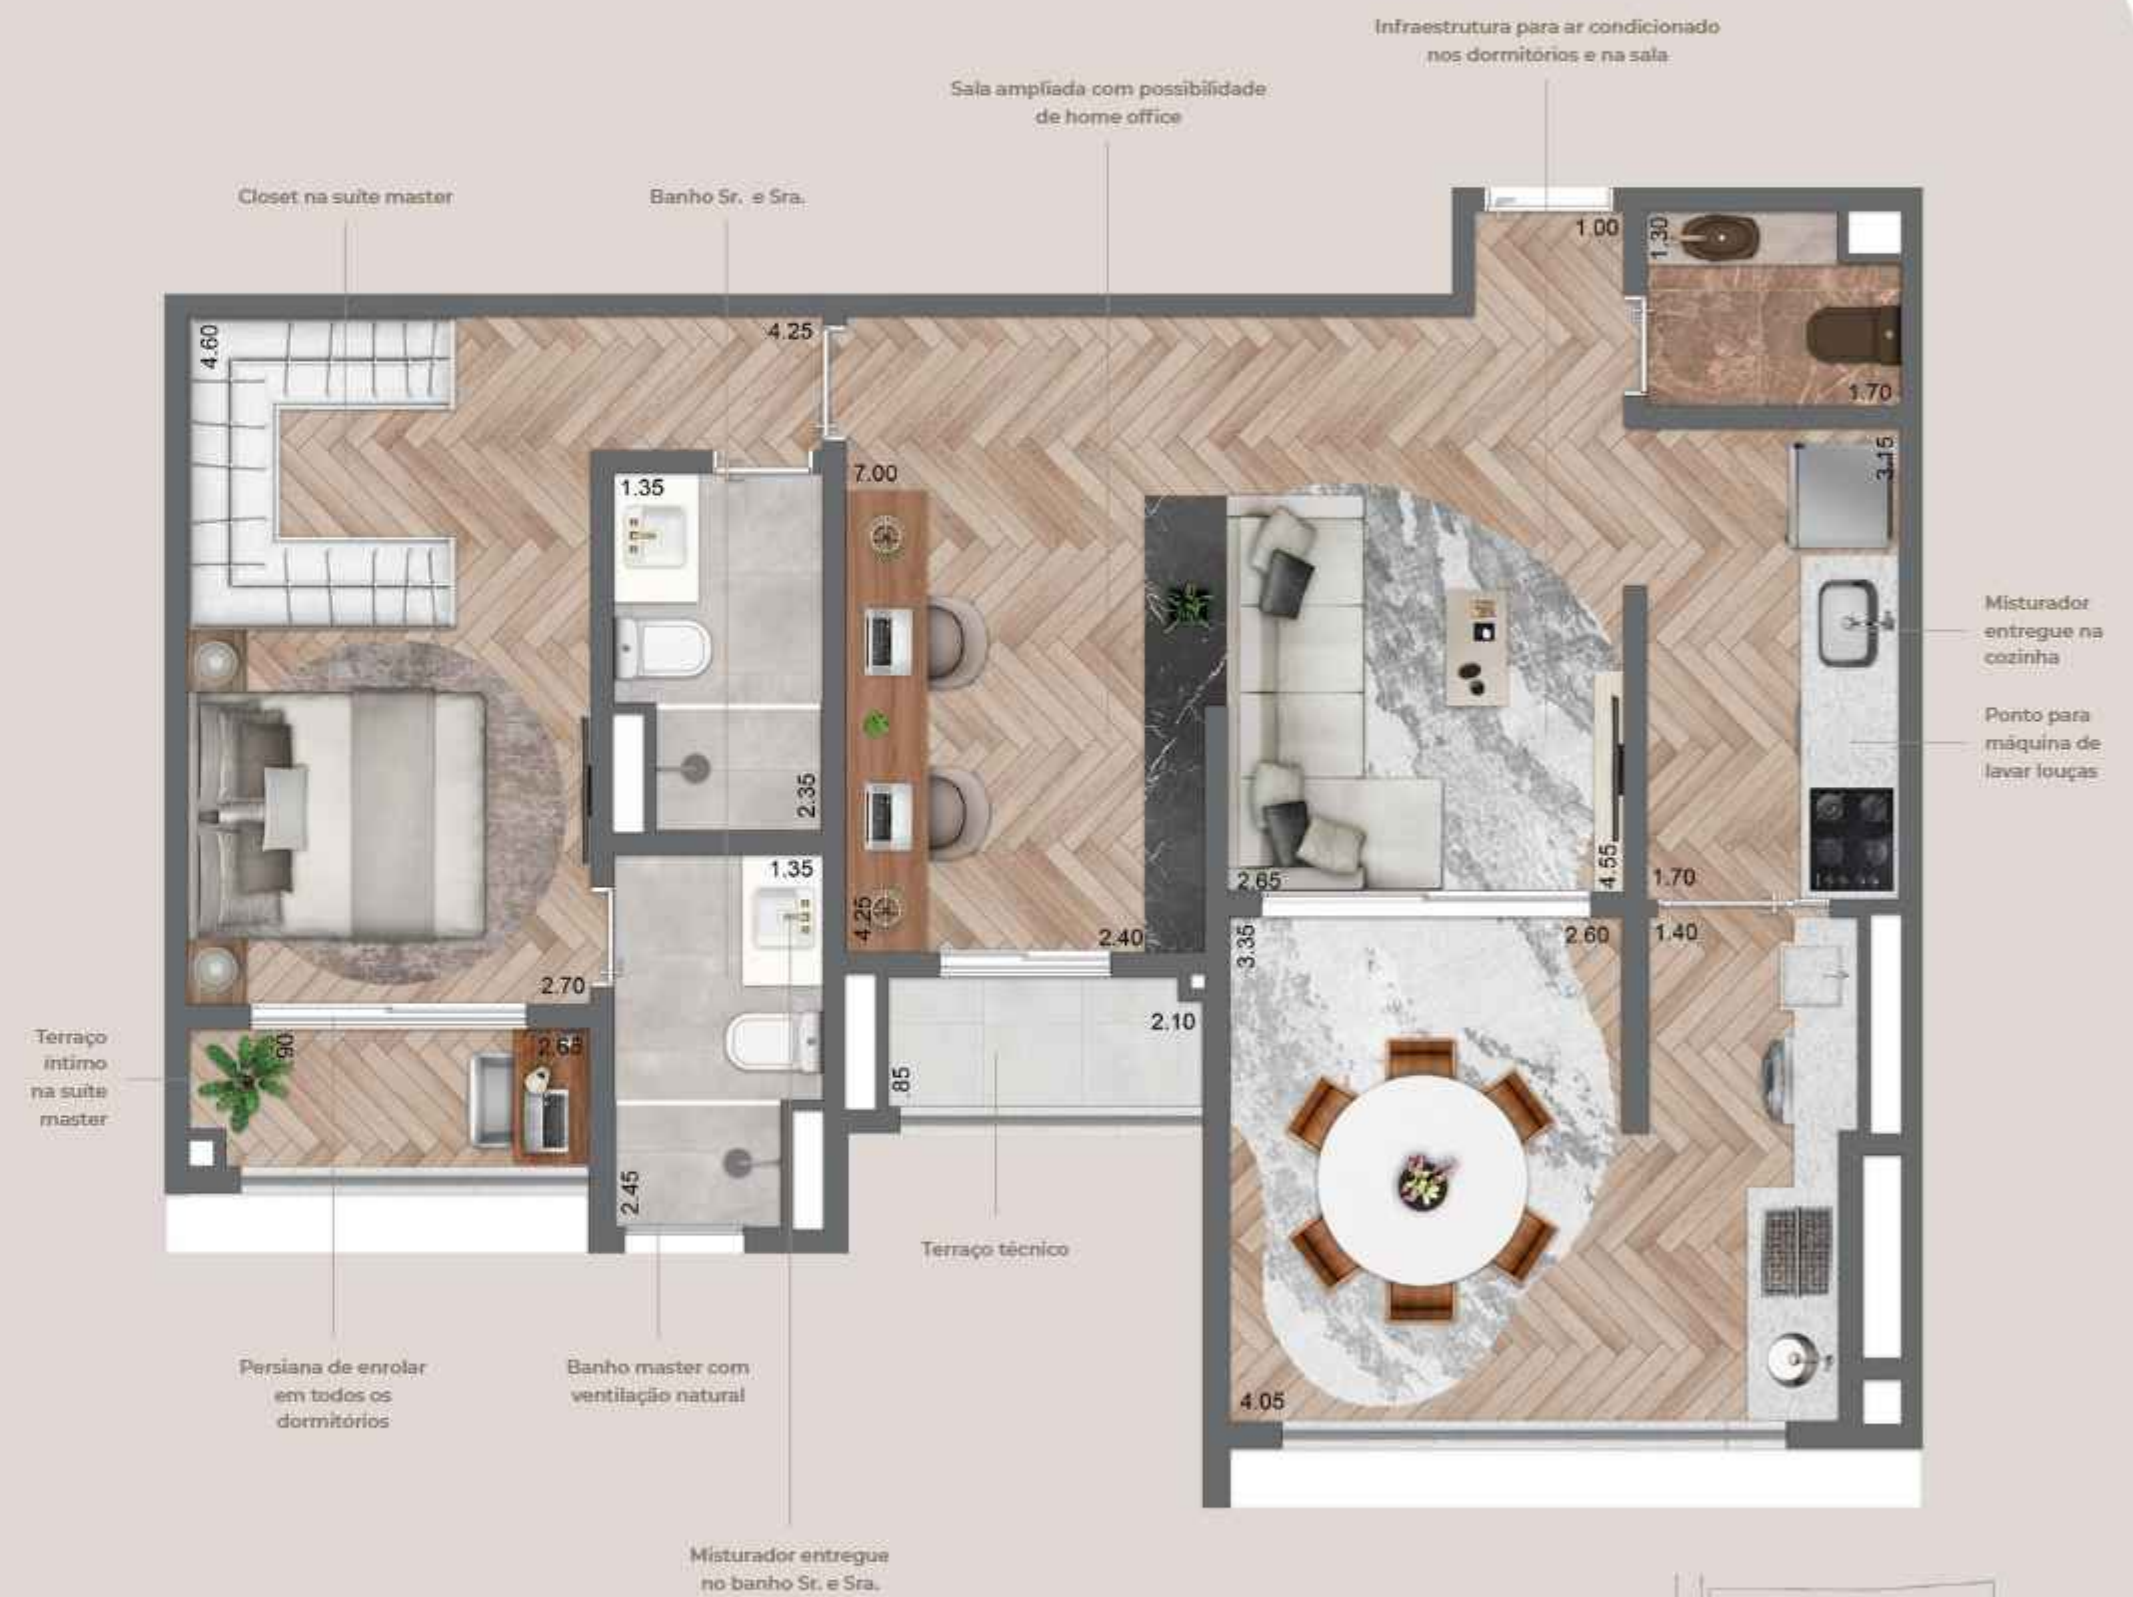 Infraestrutura para ar condicionado
nos dormitórios e na sala
Sala ampliada com possibilidade
de home office
Closet na suíte master
Banho Sr. e Sra.
1.00
1.30
1.70
4.60
4.25
7.00
3.15
1.35
2.35
1.35
4.25
2.40
2.65
4.55
1.70
2.70
3.35
2.60
1.40
.90
2.65
2.10
.85
2.45
4.05
Misturador
entregue na
cozinha
Ponto para
máquina de
lavar louças
Terraço
íntimo
na suíte
master
Terraço técnico
Persiana de enrolar
em todos os
dormitórios
Banho master com
ventilação natural
Misturador entregue
no banho Sr. e Sra.